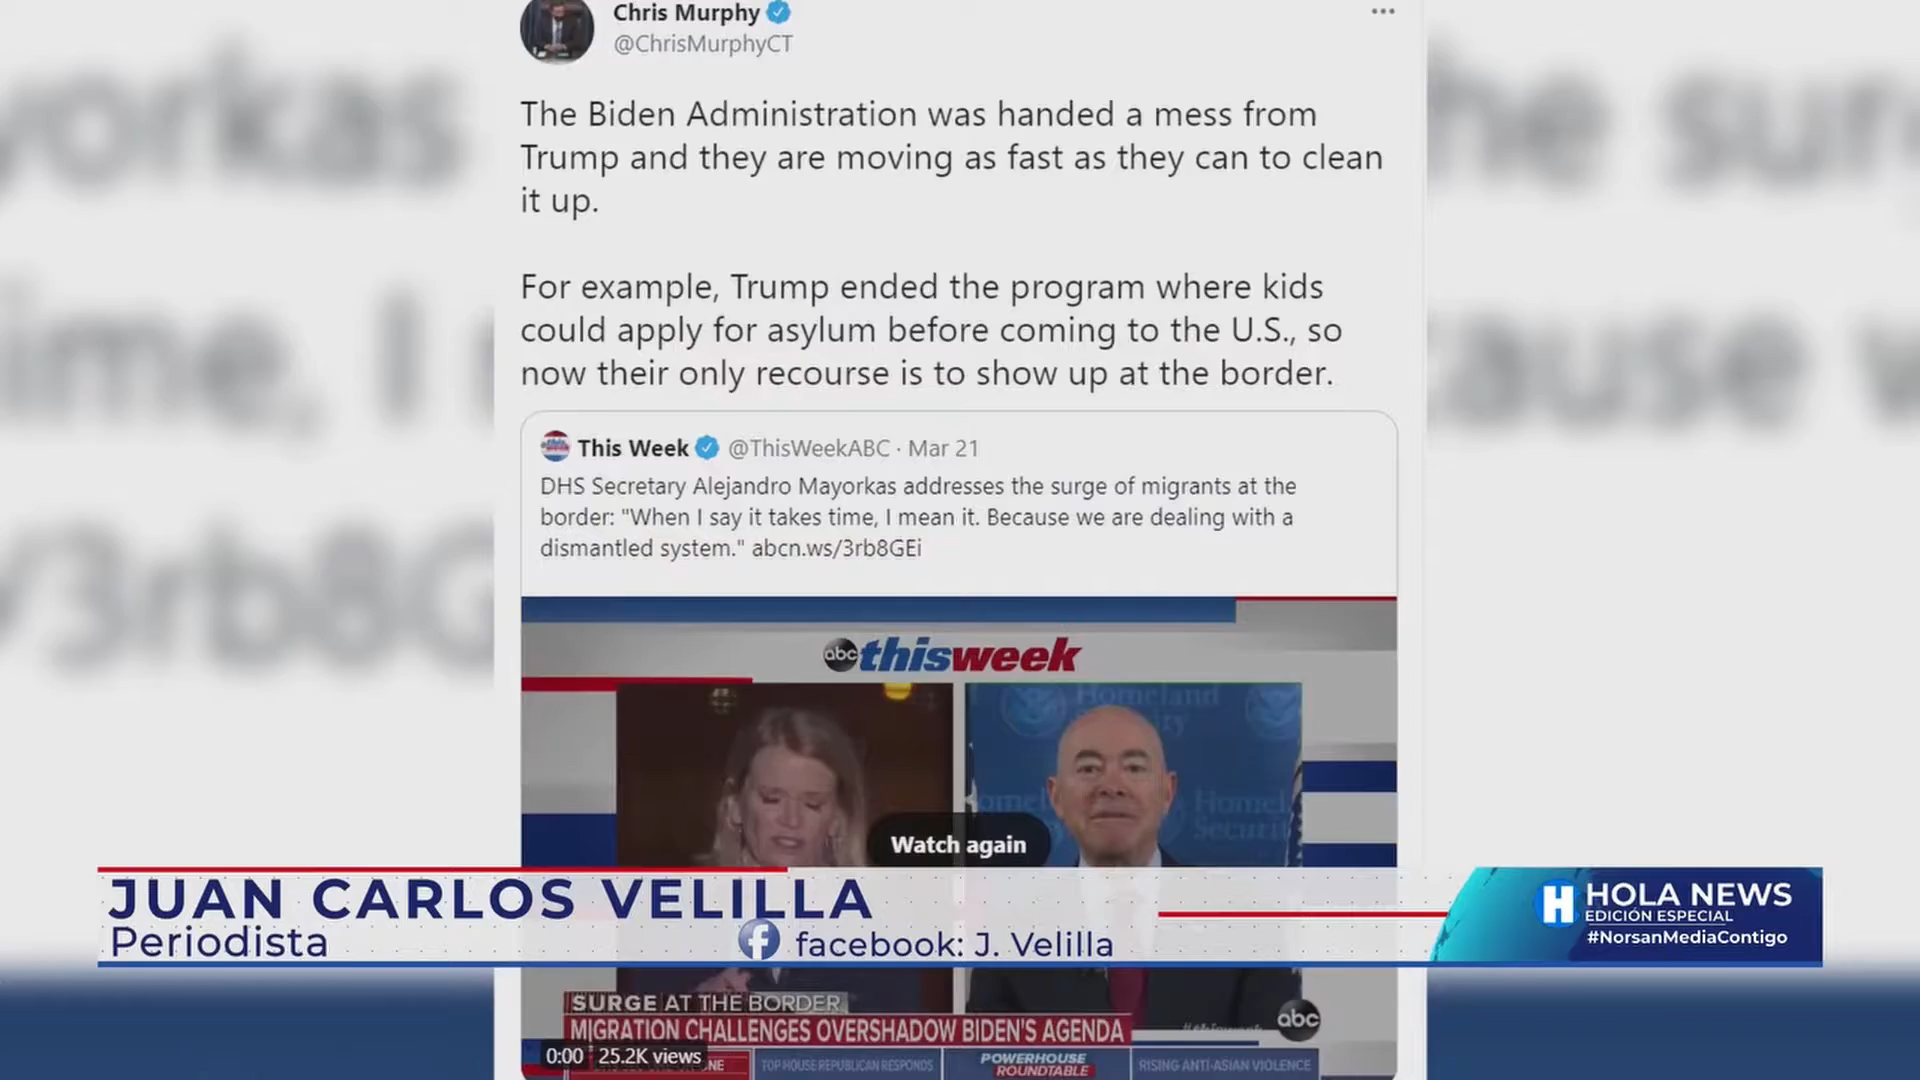 Chris Murphy
@ChrisMurphyCT
The Biden Administration was handed a mess from
Trump and they are moving as fast as they can to clean
it up.
For example, Trump ended the program where kids
could apply for asylum before coming to the U.S., so
now their only recourse is to show up at the border.
This Week @ThisWeekABC · Mar 21
DHS Secretary Alejandro Mayorkas addresses the surge of migrants at the
border: "When I say it takes time, I mean it. Because we are dealing with a
dismantled system." abcn.ws/3rb8GEi
abc thisweek
Homeland
Watch again
JUAN CARLOS VELILLA
Periodista
facebook: J. Velilla
HOLA NEWS
EDICIÓN ESPECIAL
#NorsanMediaContigo
SURGE AT THE BORDER
MIGRATION CHALLENGES OVERSHADOW BIDEN'S AGENDA
#thisweek
abc
0:00 25.2K views
TOP HOUSE REPUBLICAN RESPONDS
POWERHOUSE
ROUNDTABLE
RISING ANTI-ASIAN VIOLENCE